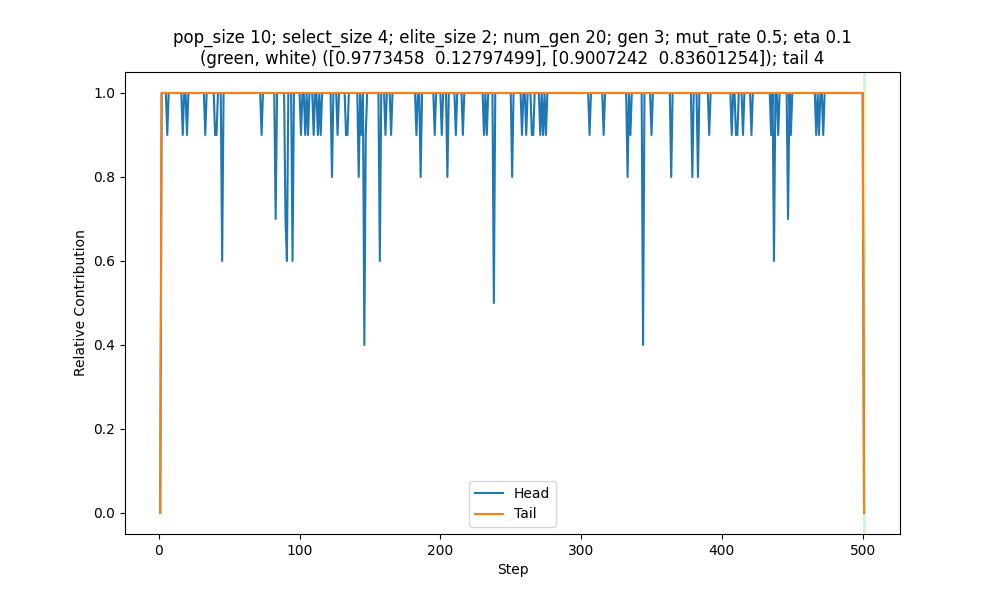 pop_size 10; select_size 4; elite_size 2; num_gen 20; gen 3; mut_rate 0.5; eta 0.1
(green, white) ([0.9773458  0.12797499], [0.9007242  0.83601254]); tail 4
1.0
0.8
0.6
0.4
0.2
0.0
Relative Contribution
Head
Tail
0
100
200
300
400
500
Step